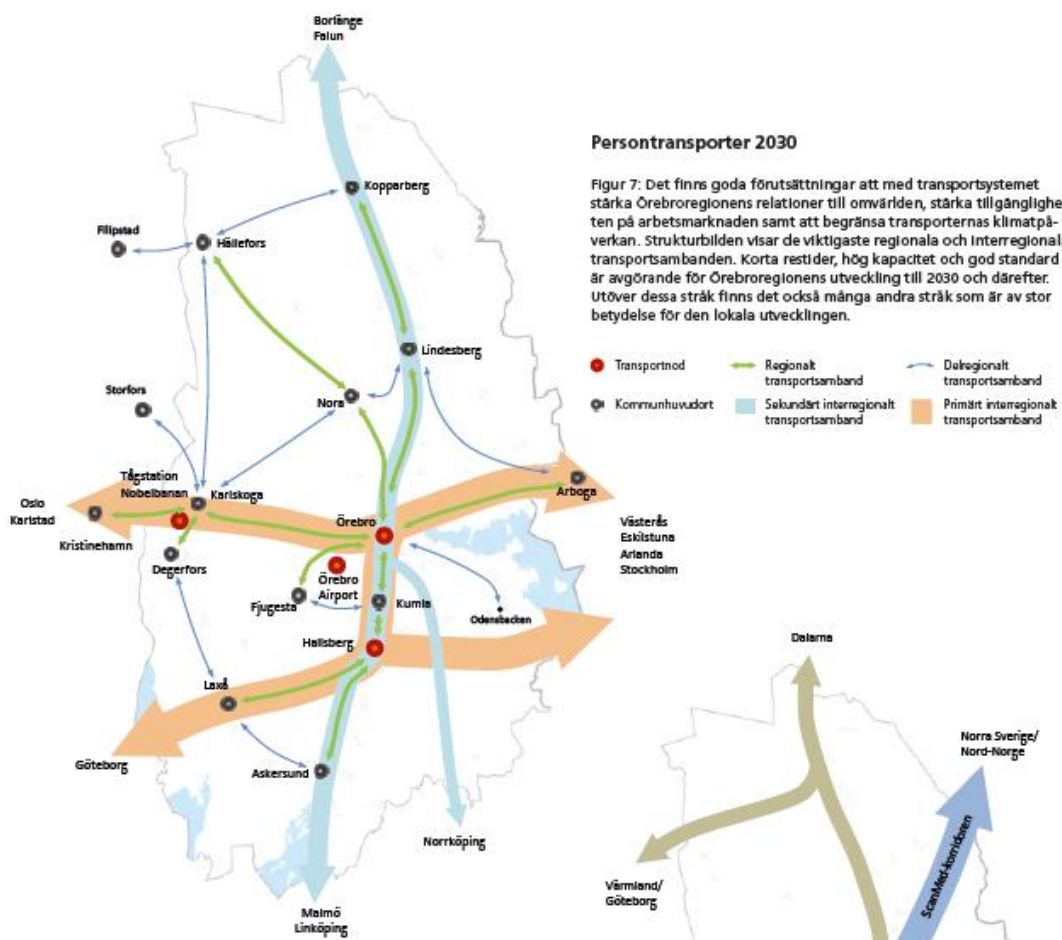 Borlänge
Falun
Persontransporter 2030
Figur 7: Det finns goda förutsättningar att med transportsystemet
stärka Örebroregionens relationer till omvärlden, stärka tillgänglighe
ten på arbetsmarknaden samt att begränsa transporternas klimatpå-
verkan. Strukturbilden visar de viktigaste regionala och interregional
transportsambanden. Korta restider, hög kapacitet och god standard
är avgörande för Örebroregionens utveckling till 2030 och därefter.
Utöver dessa stråk finns det också många andra stråk som är av stor
betydelse för den lokala utvecklingen.
Transportnod
Regionalt
transportsamband
Delregionalt
transportsamband
Kommunhuvudort
Sekundärt interregionalt
transportsamband
Primärt interregionalt
transportsamband
Kopparberg
Filipstad
Hällefors
Lindesberg
Storfors
Nora
Tågstation
Nobelbanan
Karlskoga
Arboga
Oslo
Karlstad
Kristinehamn
Örebro
Västerås
Eskilstuna
Arlanda
Stockholm
Degerfors
Örebro
Airport
Fjugesta
Kumla
Odensbacken
Hallsberg
Laxå
Göteborg
Askersund
Norrköping
Malmö
Linköping
Dalarna
Norra Sverige/
Nord-Norge
ScanMed-korridoren
Värmland/
Göteborg